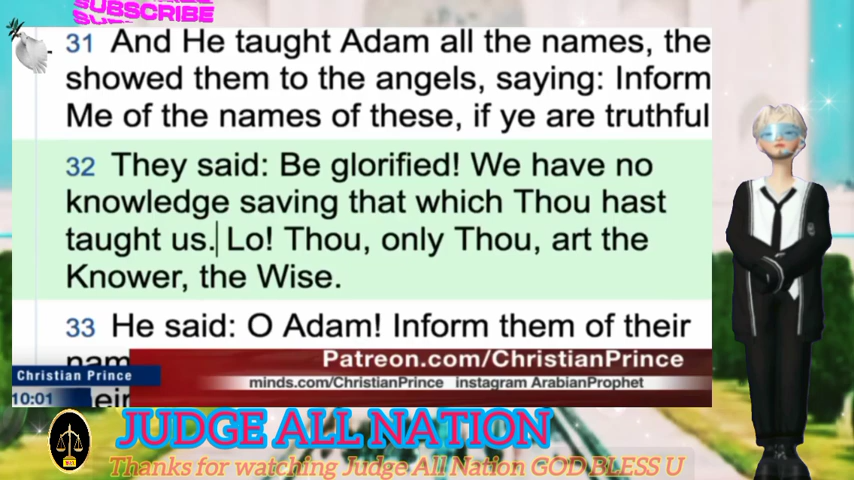 SUBSCRIBE
31 And He taught Adam all the names, the
showed them to the angels, saying: Inform
Me of the names of these, if ye are truthful
32 They said: Be glorified! We have no
knowledge saving that which Thou hast
taught us. Lo! Thou, only Thou, art the
Knower, the Wise.
33 He said: O Adam! Inform them of their
nam
Patreon.com/ChristianPrince
Christian Prince
minds.com/ChristianPrince instagram ArabianProphet
10:01
eir
JUDGE ALL NATION
Thanks for watching Judge All Nation GOD BLESS U